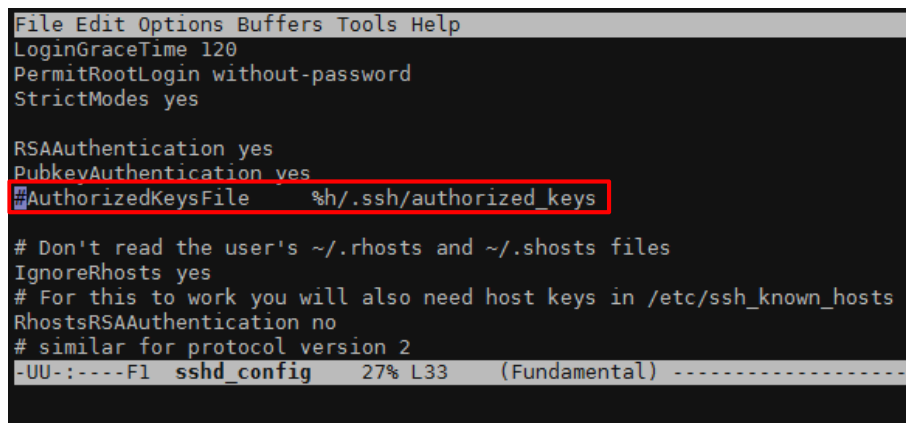 File Edit Options Buffers Tools Help
LoginGraceTime 120
PermitRootLogin without-password
StrictModes yes
RSAAuthentication yes
PubkeyAuthentication yes
#AuthorizedKeysFile     %h/.ssh/authorized_keys
# Don't read the user's ~/.rhosts and ~/.shosts files
IgnoreRhosts yes
# For this to work you will also need host keys in /etc/ssh_known_hosts
RhostsRSAAuthentication no
# similar for protocol version 2
-UU-:----F1  sshd_config    27% L33    (Fundamental) -------------------